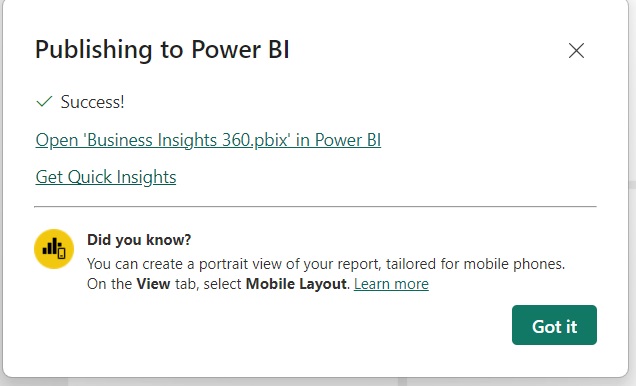 Publishing to Power BI
Success!
Open 'Business Insights 360.pbix' in Power BI
Get Quick Insights
Did you know?
You can create a portrait view of your report, tailored for mobile phones.
On the View tab, select Mobile Layout. Learn more
Got it